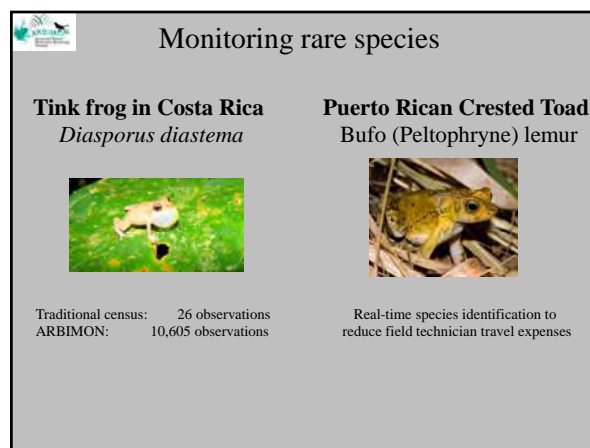 ARBIMON
Monitoring rare species
Tink frog in Costa Rica
Diasporus diastema
Traditional census: 26 observations
ARBIMON: 10,605 observations
Puerto Rican Crested Toad
Bufo (Peltophryne) lemur
Real-time species identification to
reduce field technician travel expenses